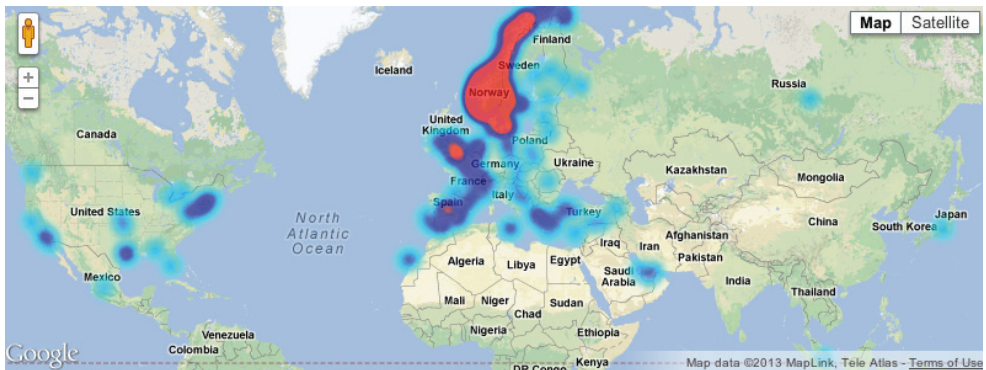 Map Satellite
Finland
Iceland
Sweden
Russia
Norway
United
Kingdom
Canada
Poland
Germany
Ukraine
Kazakhstan
Mongolia
France
Italy
Spain
United States
Turkey
North
Atlantic
Ocean
China
Japan
South Korea
Afghanistan
Iraq
Iran
Pakistan
Algeria
Libya
Egypt
Saudi
Arabia
India
Mexico
Mali
Niger
Sudan
Chad
Thailand
Nigeria
Ethiopia
Venezuela
Colombia
Kenya
DR Congo
Google
Map data ©2013 MapLink, Tele Atlas - Terms of Use